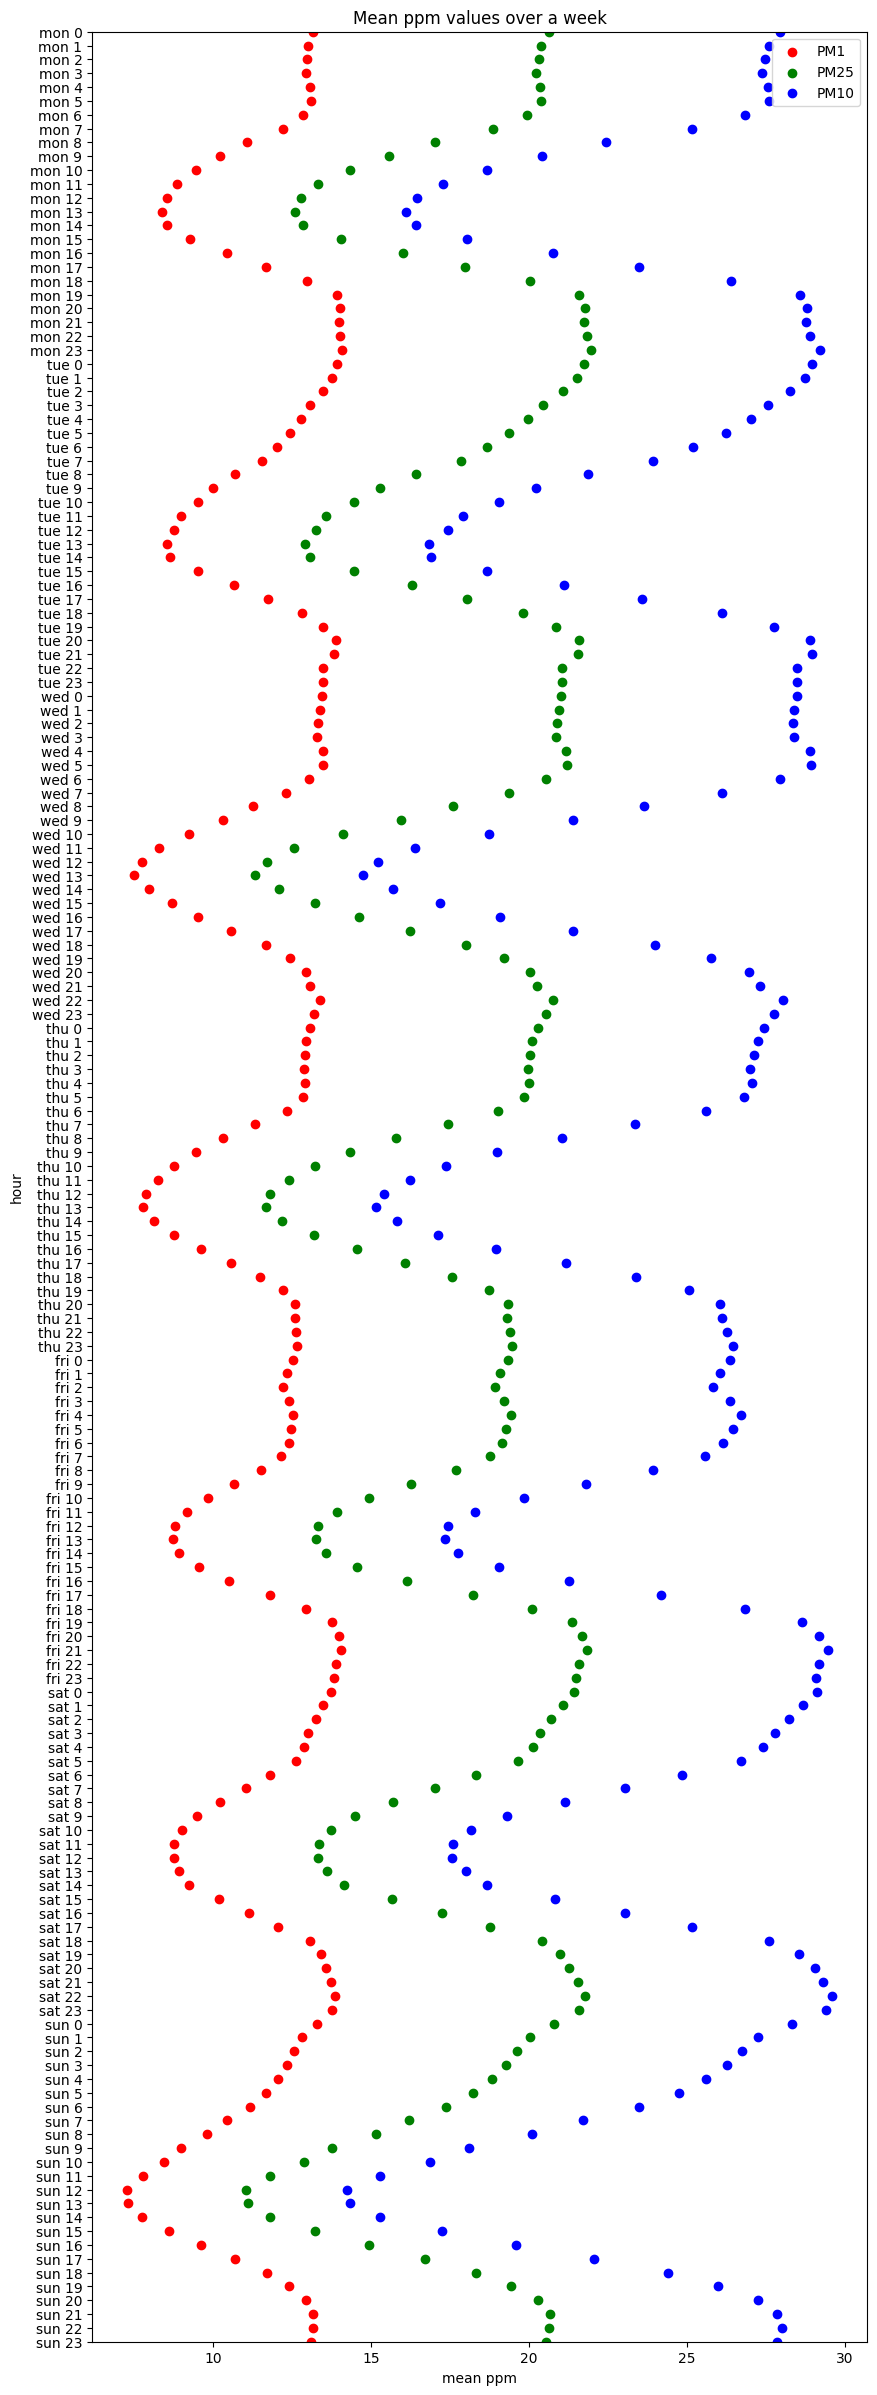 Mean ppm values over a week
PM1
PM25
PM10
hour
mon 0
mon 1
mon 2
mon 3
mon 4
mon 5
mon 6
mon 7
mon 8
mon 9
mon 10
mon 11
mon 12
mon 13
mon 14
mon 15
mon 16
mon 17
mon 18
mon 19
mon 20
mon 21
mon 22
mon 23
tue 0
tue 1
tue 2
tue 3
tue 4
tue 5
tue 6
tue 7
tue 8
tue 9
tue 10
tue 11
tue 12
tue 13
tue 14
tue 15
tue 16
tue 17
tue 18
tue 19
tue 20
tue 21
tue 22
tue 23
wed 0
wed 1
wed 2
wed 3
wed 4
wed 5
wed 6
wed 7
wed 8
wed 9
wed 10
wed 11
wed 12
wed 13
wed 14
wed 15
wed 16
wed 17
wed 18
wed 19
wed 20
wed 21
wed 22
wed 23
thu 0
thu 1
thu 2
thu 3
thu 4
thu 5
thu 6
thu 7
thu 8
thu 9
thu 10
thu 11
thu 12
thu 13
thu 14
thu 15
thu 16
thu 17
thu 18
thu 19
thu 20
thu 21
thu 22
thu 23
fri 0
fri 1
fri 2
fri 3
fri 4
fri 5
fri 6
fri 7
fri 8
fri 9
fri 10
fri 11
fri 12
fri 13
fri 14
fri 15
fri 16
fri 17
fri 18
fri 19
fri 20
fri 21
fri 22
fri 23
sat 0
sat 1
sat 2
sat 3
sat 4
sat 5
sat 6
sat 7
sat 8
sat 9
sat 10
sat 11
sat 12
sat 13
sat 14
sat 15
sat 16
sat 17
sat 18
sat 19
sat 20
sat 21
sat 22
sat 23
sun 0
sun 1
sun 2
sun 3
sun 4
sun 5
sun 6
sun 7
sun 8
sun 9
sun 10
sun 11
sun 12
sun 13
sun 14
sun 15
sun 16
sun 17
sun 18
sun 19
sun 20
sun 21
sun 22
sun 23
10 15 20 25 30
mean ppm